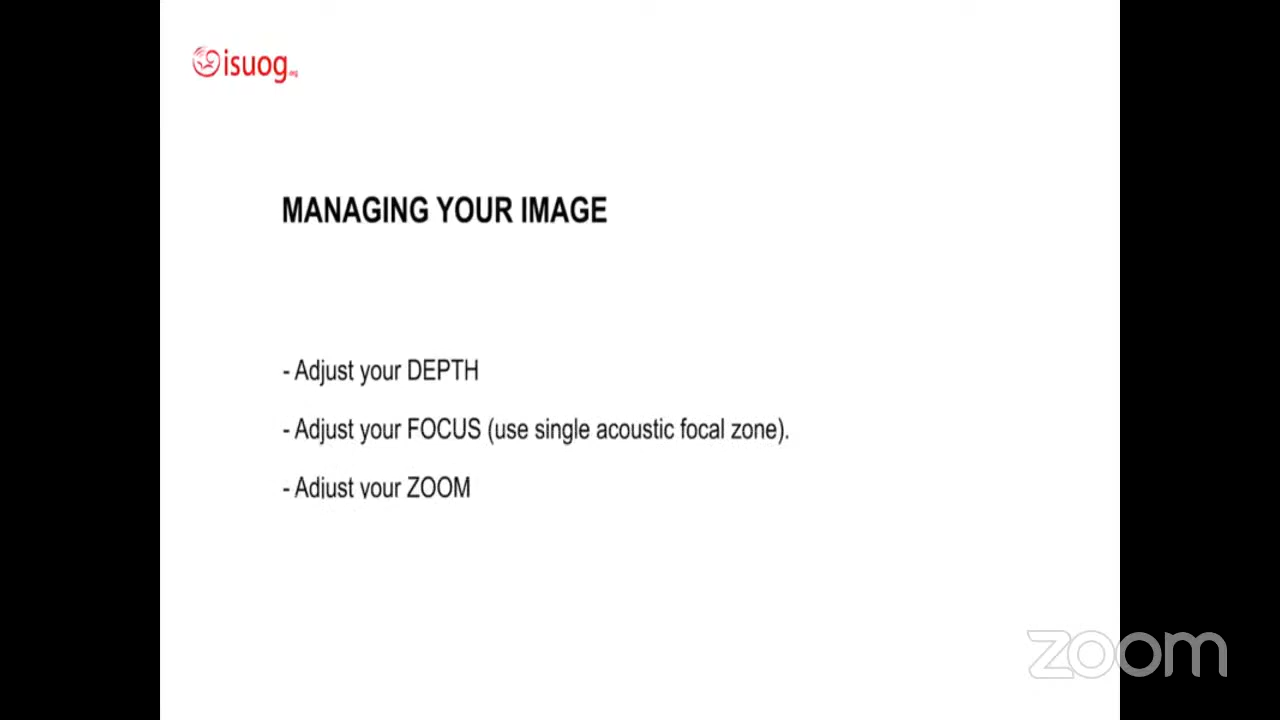 isuog.org
MANAGING YOUR IMAGE
- Adjust your DEPTH
- Adjust your FOCUS (use single acoustic focal zone).
- Adjust your ZOOM
zoom